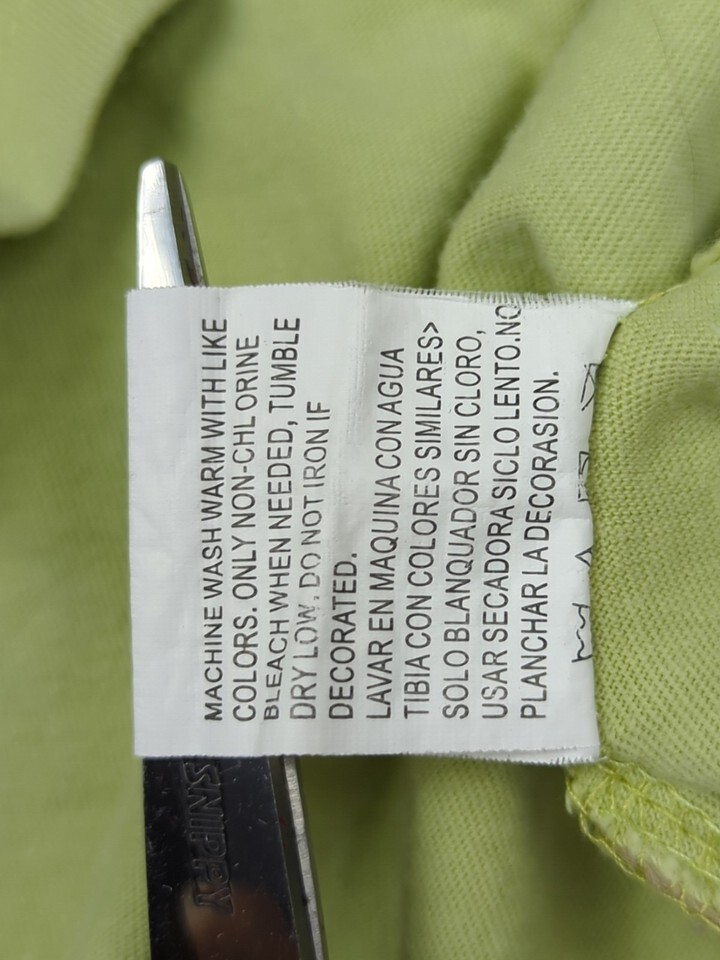 MACHINE WASH WARM WITH LIKE
COLORS. ONLY NON-CHLORINE
BLEACH WHEN NEEDED, TUMBLE
DRY LOW. DO NOT IRON IF
DECORATED.
LAVAR EN MAQUINA CON AGUA
TIBIA CON COLORES SIMILARES>
SOLO BLANQUADOR SIN CLORO,
USAR SECADORA SICLO LENTO.NO
PLANCHAR LA DECORASION.
SNIPPY